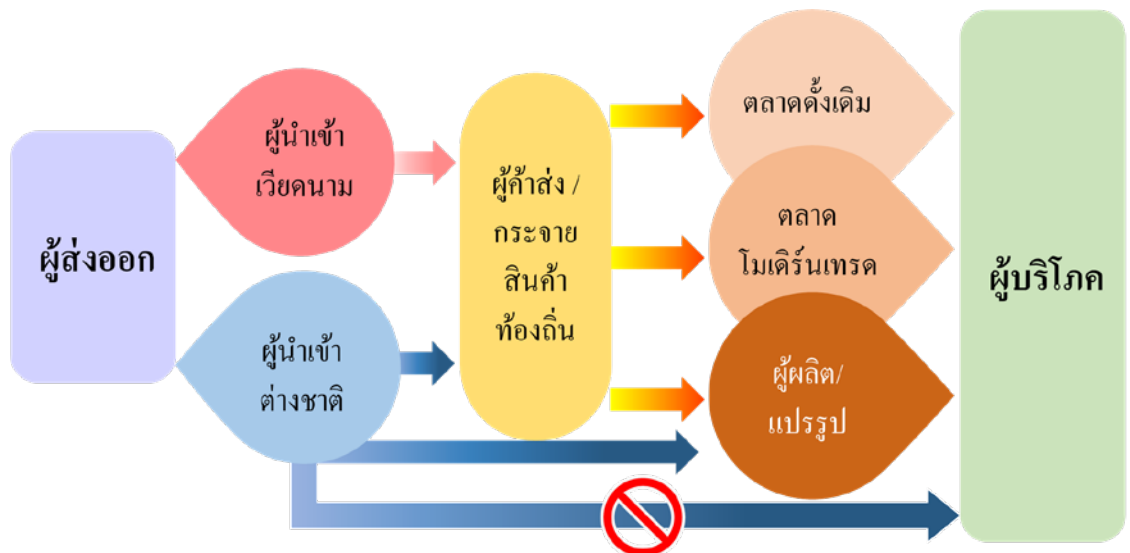 ผู้ส่งออก
ผู้นำเข้า
เวียดนาม
ผู้นำเข้า
ต่างชาติ
ผู้ค้าส่ง /
กระจาย
สินค้า
ท้องถิ่น
ตลาดดั้งเดิม
ตลาด
โมเดิร์นเทรด
ผู้ผลิต/
แปรรูป
ผู้บริโภค